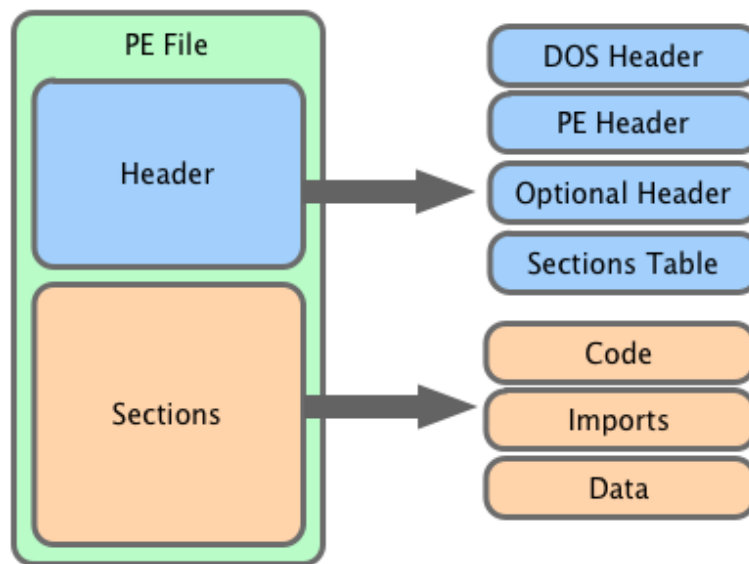 PE File
Header
Sections
DOS Header
PE Header
Optional Header
Sections Table
Code
Imports
Data